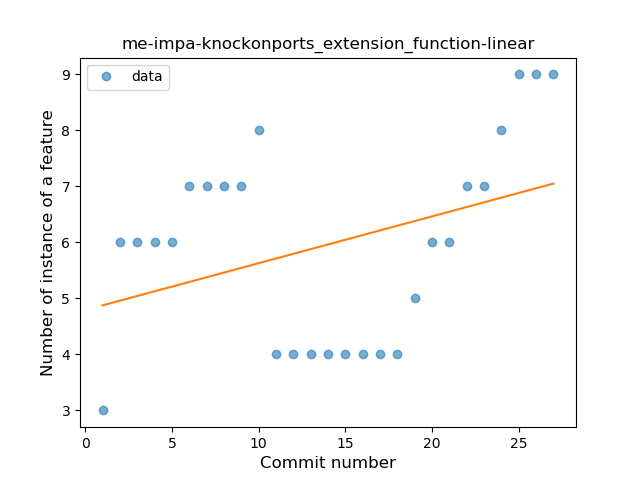 me-impa-knockonports_extension_function-linear
data
Number of instance of a feature
9
8
7
6
5
4
3
0 5 10 15 20 25
Commit number